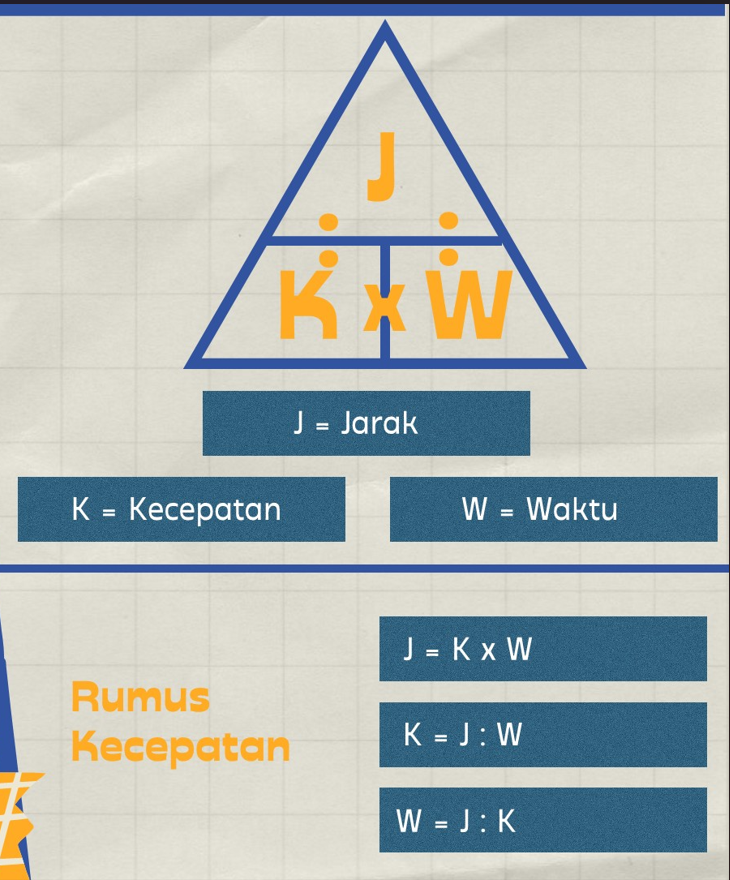 J
: :
K x W
J = Jarak
K = Kecepatan
W = Waktu
Rumus
Kecepatan
J = K x W
K = J : W
W = J : K